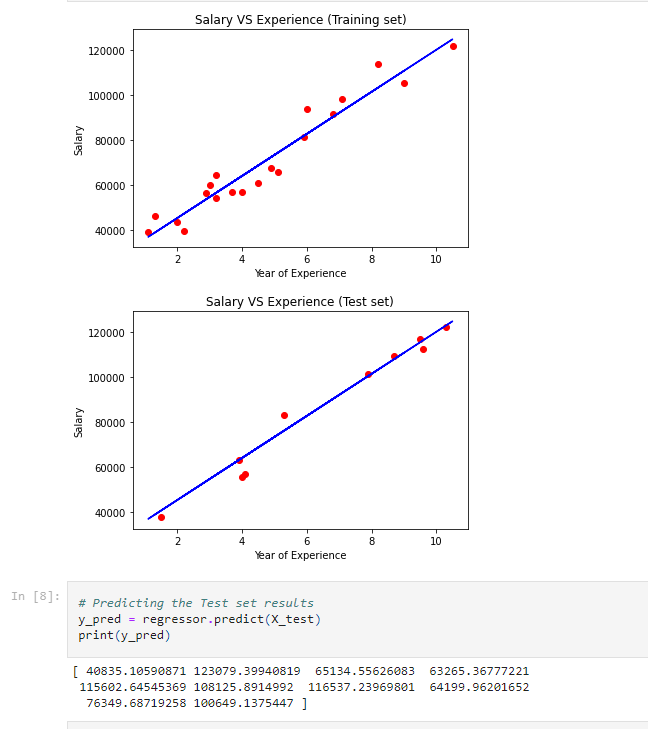 Salary VS Experience (Training set)
120000
100000
80000
60000
40000
Salary
2 4 6 8 10
Year of Experience
Salary VS Experience (Test set)
120000
100000
80000
60000
40000
Salary
2 4 6 8 10
Year of Experience
In [8]:
# Predicting the Test set results
y_pred = regressor.predict(X_test)
print(y_pred)
[ 40835.10590871 123079.39940819 65134.55626083 63265.36777221
115602.64545369 108125.8914992 116537.23969801 64199.96201652
76349.68719258 100649.1375447 ]